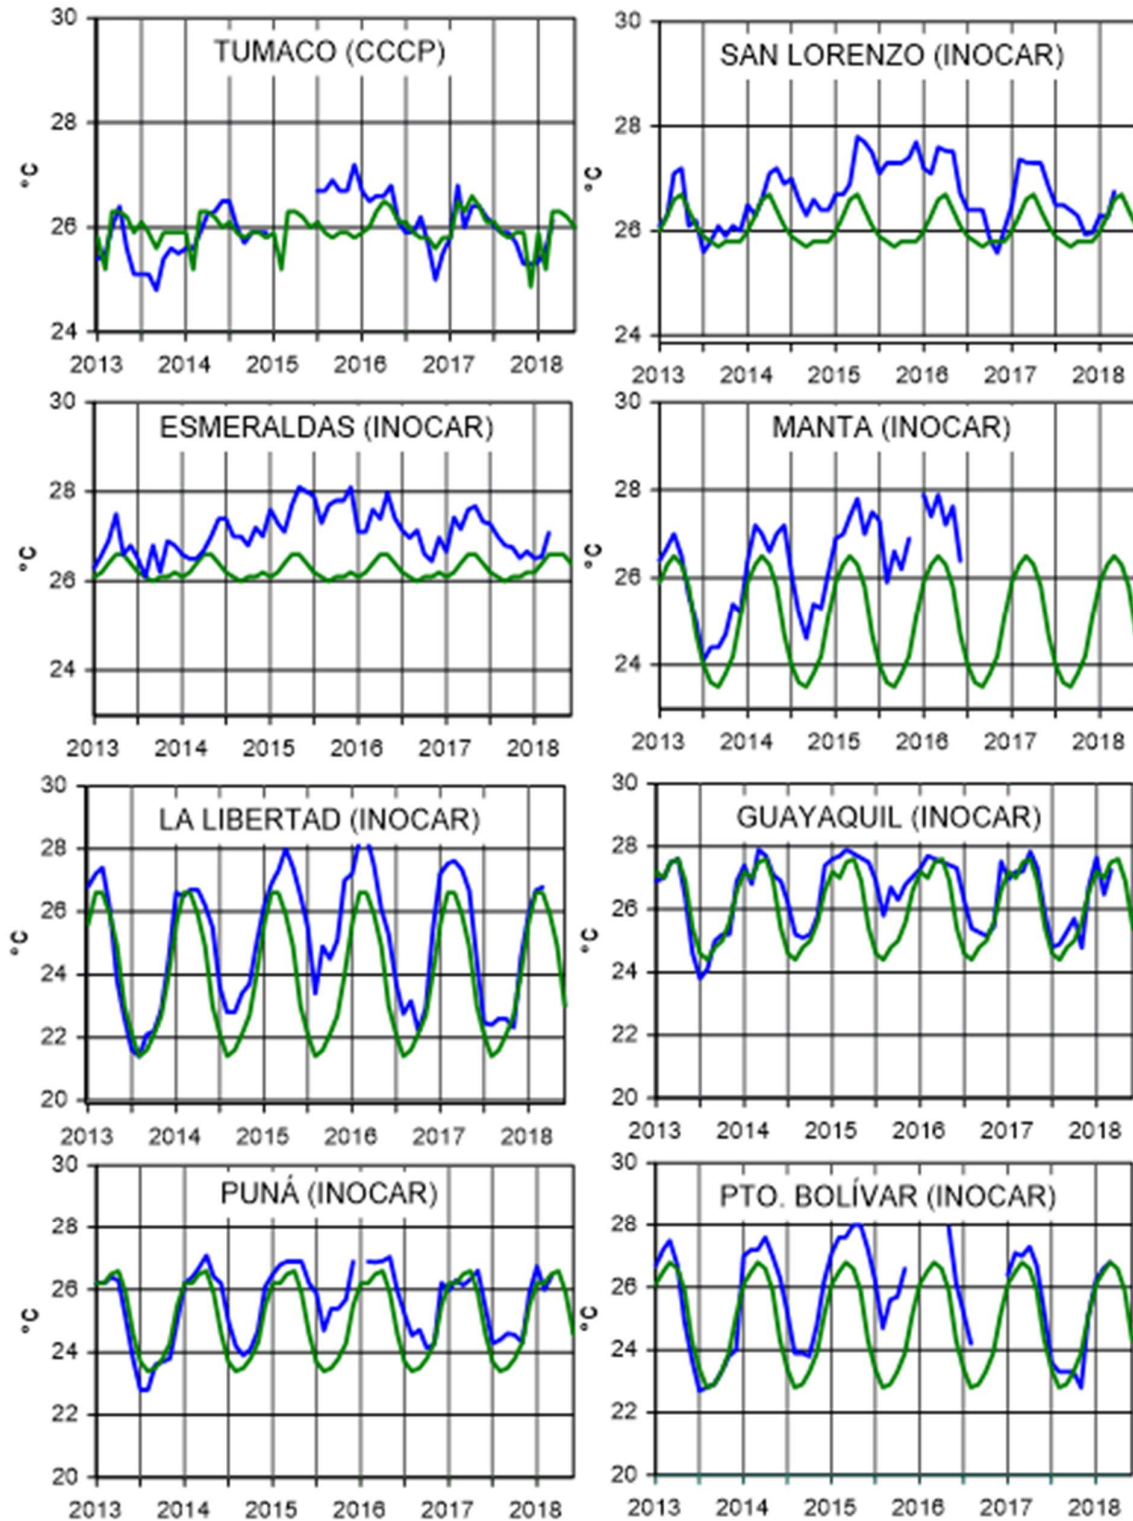 30
TUMACO (CCCP)
28
°C
26
24
2013 2014 2015 2016 2017 2018
30
SAN LORENZO (INOCAR)
28
°C
26
24
2013 2014 2015 2016 2017 2018
30
ESMERALDAS (INOCAR)
28
°C
26
24
2013 2014 2015 2016 2017 2018
30
MANTA (INOCAR)
28
°C
26
24
2013 2014 2015 2016 2017 2018
30
LA LIBERTAD (INOCAR)
28
26
°C
24
22
20
2013 2014 2015 2016 2017 2018
30
GUAYAQUIL (INOCAR)
28
26
°C
24
22
20
2013 2014 2015 2016 2017 2018
30
PUNÁ (INOCAR)
28
26
°C
24
22
20
2013 2014 2015 2016 2017 2018
30
PTO. BOLÍVAR (INOCAR)
28
26
°C
24
22
20
2013 2014 2015 2016 2017 2018